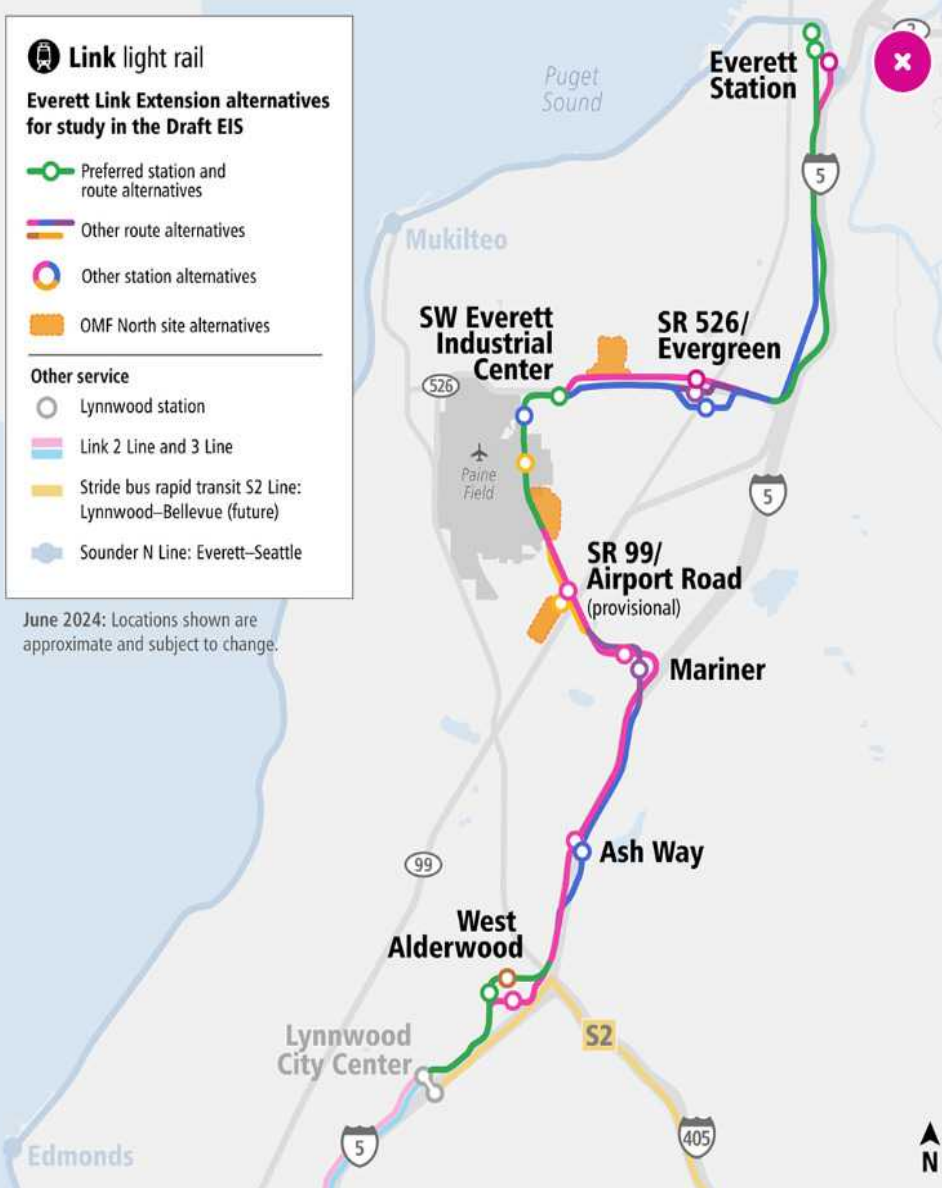 Link light rail
Everett Link Extension alternatives
for study in the Draft EIS
Preferred station and
route alternatives
Other route alternatives
Other station alternatives
OMF North site alternatives
Other service
Lynnwood station
Link 2 Line and 3 Line
Stride bus rapid transit S2 Line:
Lynnwood–Bellevue (future)
Sounder N Line: Everett–Seattle
June 2024: Locations shown are
approximate and subject to change.
Puget
Sound
Everett
Station
2
5
Mukilteo
SW Everett
Industrial
Center
SR 526/
Evergreen
526
Paine
Field
5
SR 99/
Airport Road
(provisional)
Mariner
Ash Way
99
West
Alderwood
Lynnwood
City Center
S2
5
405
Edmonds
N